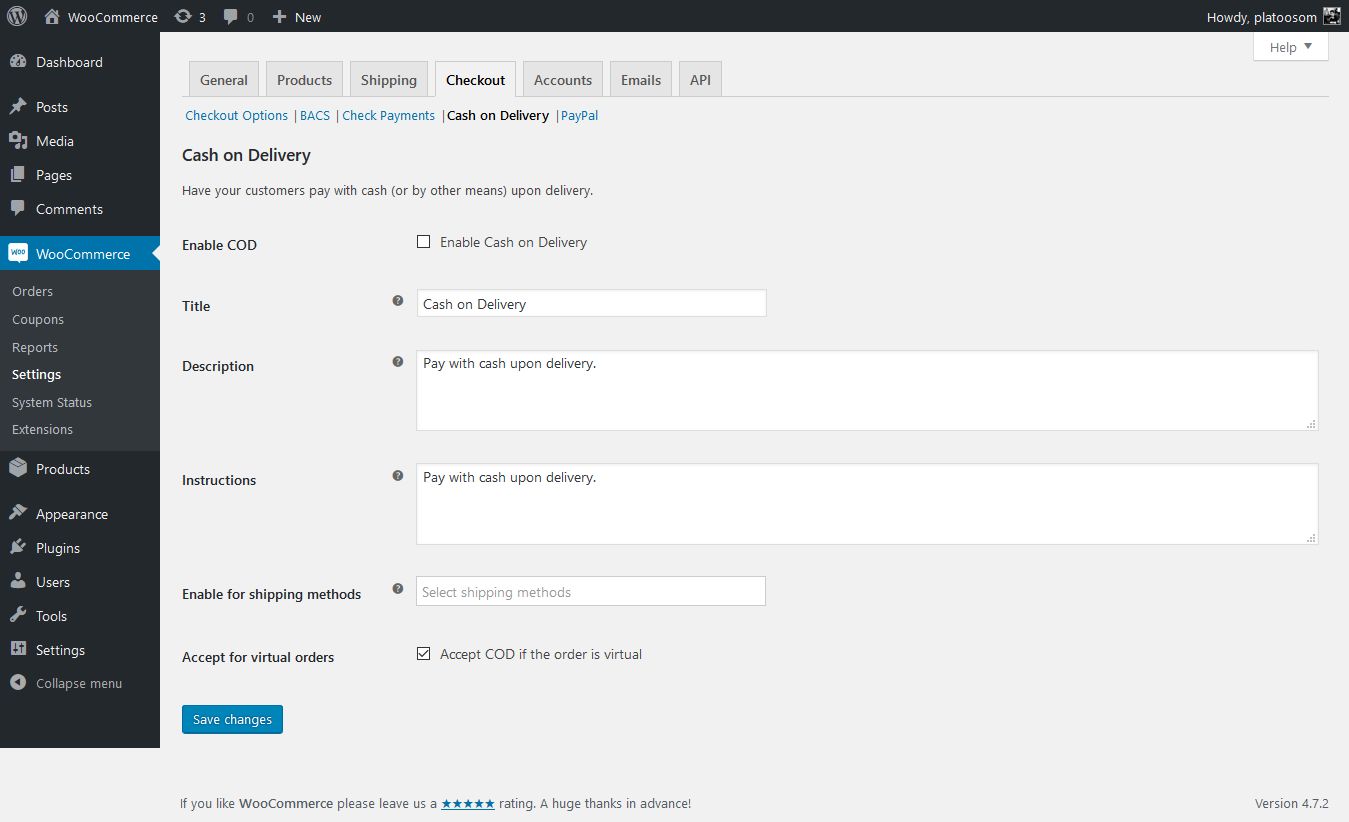 WooCommerce 3 0 New Howdy, platoosom
Help
Dashboard
Posts
Media
Pages
Comments
Woo WooCommerce
Orders
Coupons
Reports
Settings
System Status
Extensions
Products
Appearance
Plugins
Users
Tools
Settings
Collapse menu
General Products Shipping Checkout Accounts Emails API
Checkout Options | BACS | Check Payments | Cash on Delivery | PayPal
Cash on Delivery
Have your customers pay with cash (or by other means) upon delivery.
Enable COD Enable Cash on Delivery
Title ? Cash on Delivery
Description ? Pay with cash upon delivery.
Instructions ? Pay with cash upon delivery.
Enable for shipping methods ? Select shipping methods
Accept for virtual orders Accept COD if the order is virtual
Save changes
If you like WooCommerce please leave us a ★★★★★ rating. A huge thanks in advance! Version 4.7.2